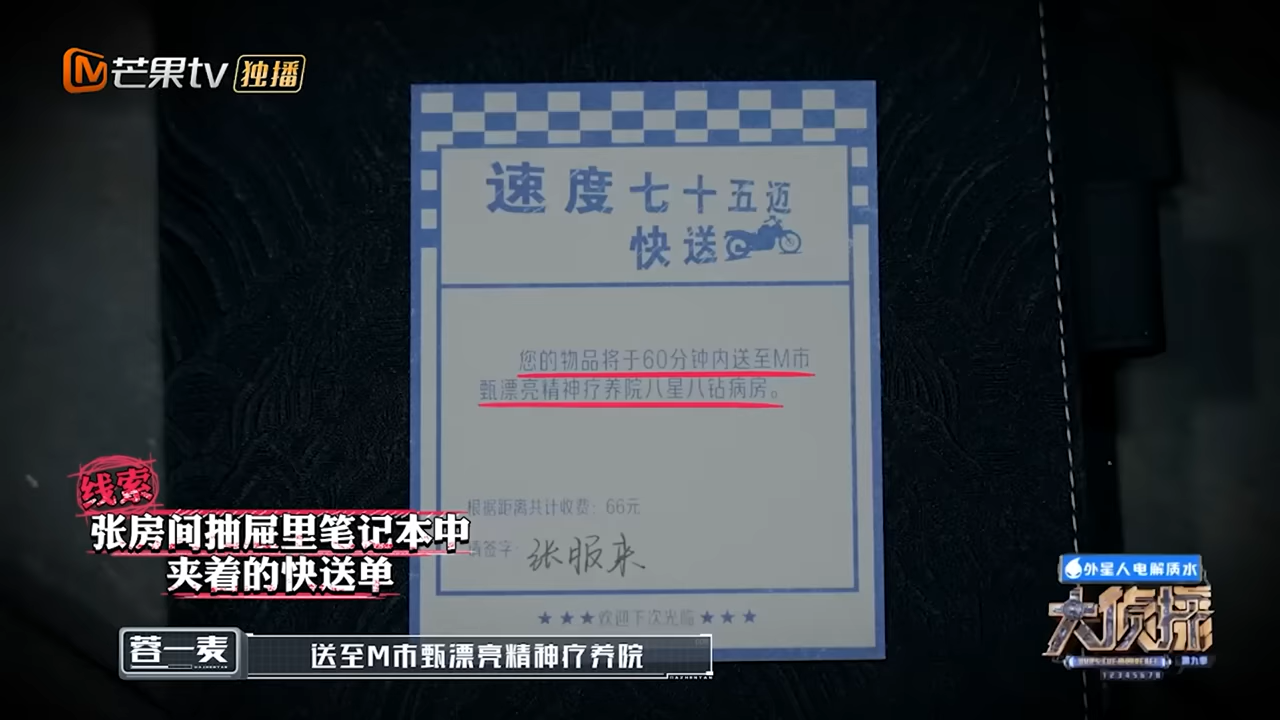 芒果tv 独播
速度七十五迈
快送
您的物品将于60分钟内送至M市
甄漂亮精神疗养院八星八钻病房。
根据距离共计收费：66元
签字：张服来
★★★欢迎下次光临★★★
线索
张房间抽屉里笔记本中
夹着的快送单
蓉一麦
送至M市甄漂亮精神疗养院
外星人电解质水
大侦探
第九季
12345678